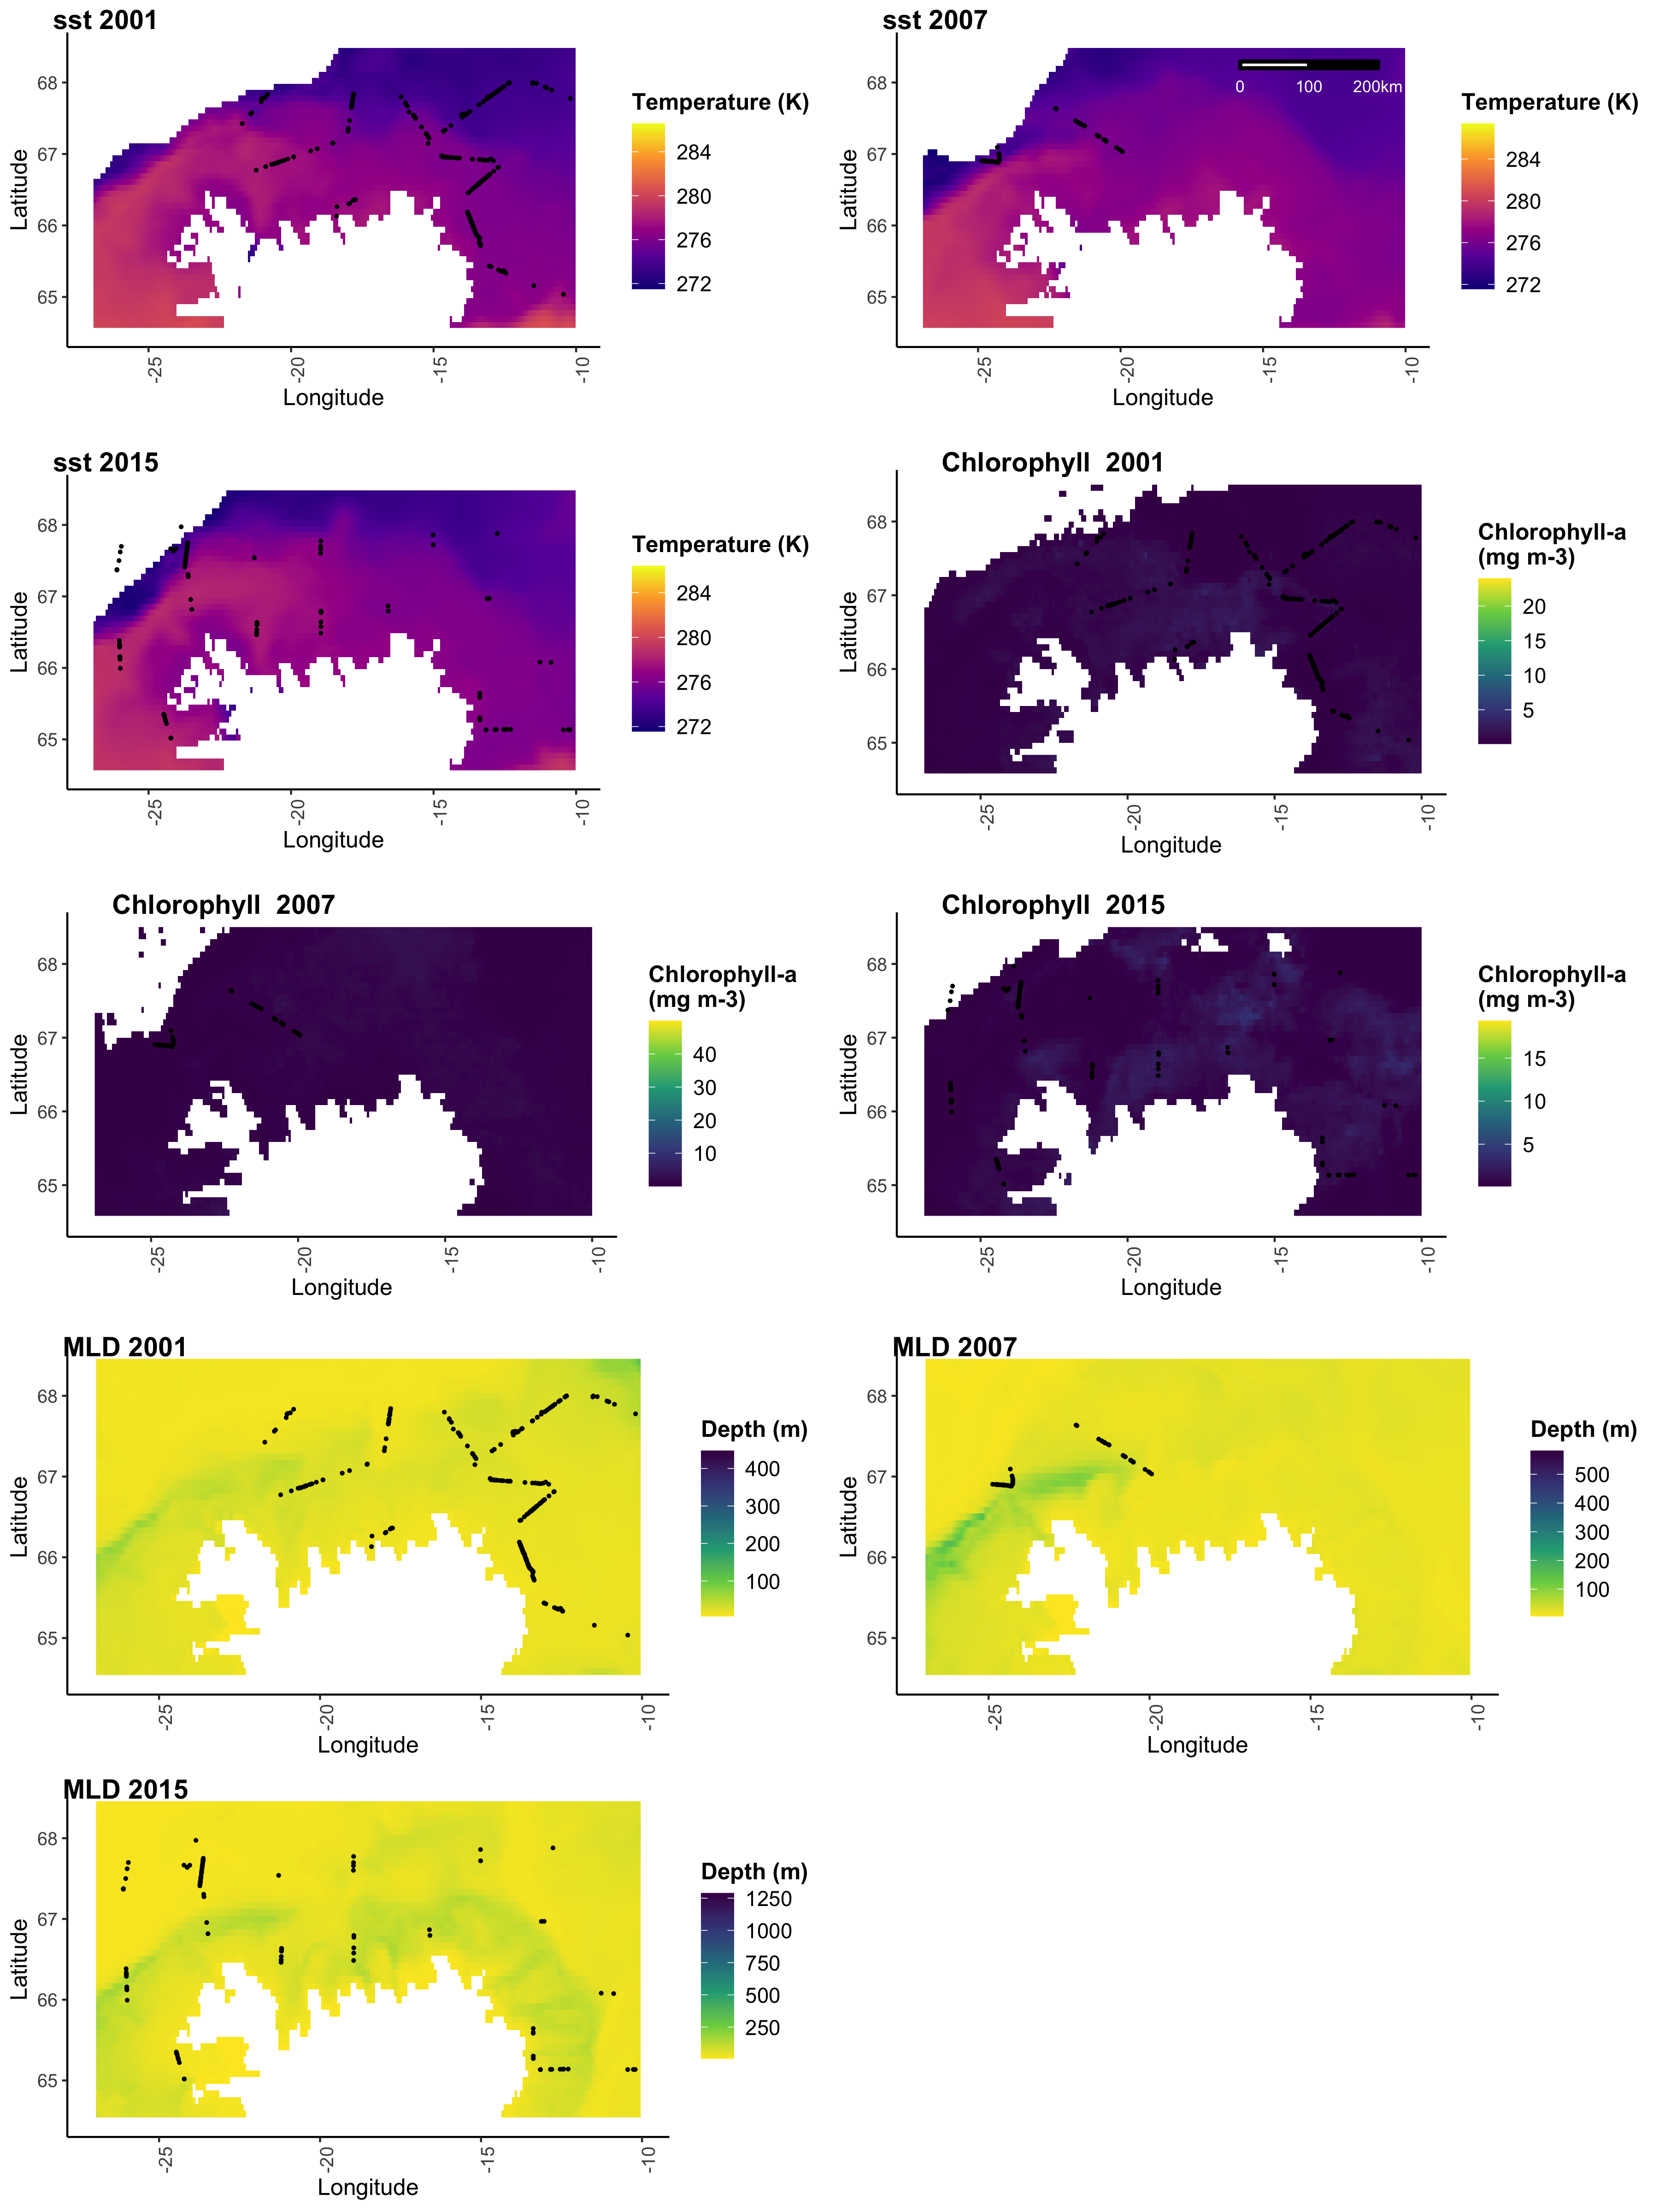 sst 2001
68
67
66
65
Latitude
-25
-20
-15
-10
Longitude
Temperature (K)
284
280
276
272
sst 2007
0 100 200km
68
67
66
65
Latitude
-25
-20
-15
-10
Longitude
Temperature (K)
284
280
276
272
sst 2015
68
67
66
65
Latitude
-25
-20
-15
-10
Longitude
Temperature (K)
284
280
276
272
Chlorophyll 2001
68
67
66
65
Latitude
-25
-20
-15
-10
Longitude
Chlorophyll-a
(mg m-3)
20
15
10
5
Chlorophyll 2007
68
67
66
65
Latitude
-25
-20
-15
-10
Longitude
Chlorophyll-a
(mg m-3)
40
30
20
10
Chlorophyll 2015
68
67
66
65
Latitude
-25
-20
-15
-10
Longitude
Chlorophyll-a
(mg m-3)
15
10
5
MLD 2001
68
67
66
65
Latitude
-25
-20
-15
-10
Longitude
Depth (m)
400
300
200
100
MLD 2007
68
67
66
65
Latitude
-25
-20
-15
-10
Longitude
Depth (m)
500
400
300
200
100
MLD 2015
68
67
66
65
Latitude
-25
-20
-15
-10
Longitude
Depth (m)
1250
1000
750
500
250